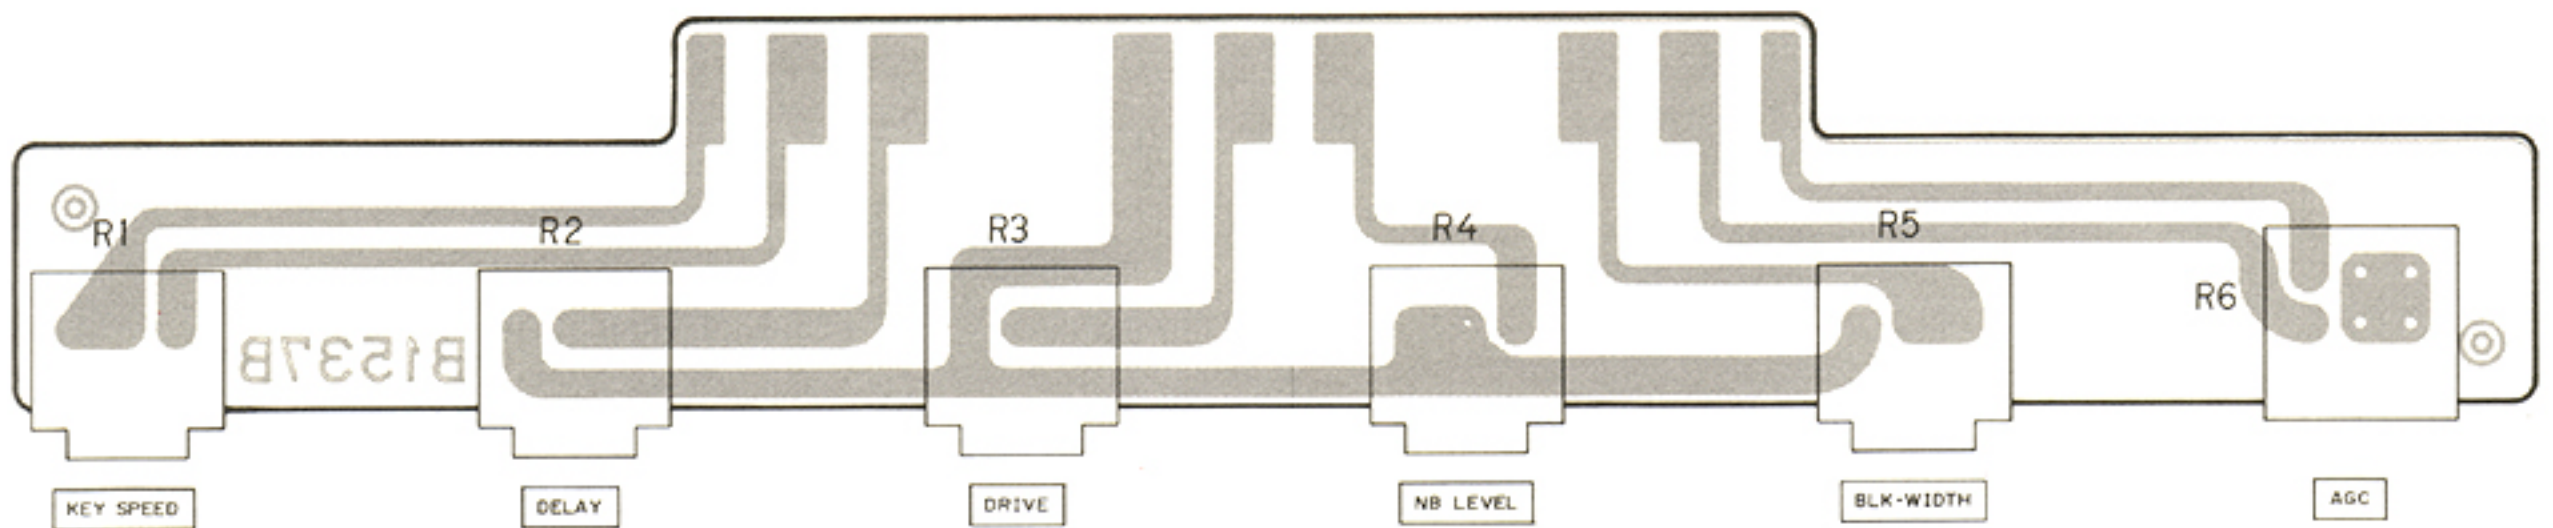 R1
R2
R3
R4
R5
R6
B1537B
KEY SPEED
DELAY
DRIVE
NB LEVEL
BLK-WIDTH
AGC